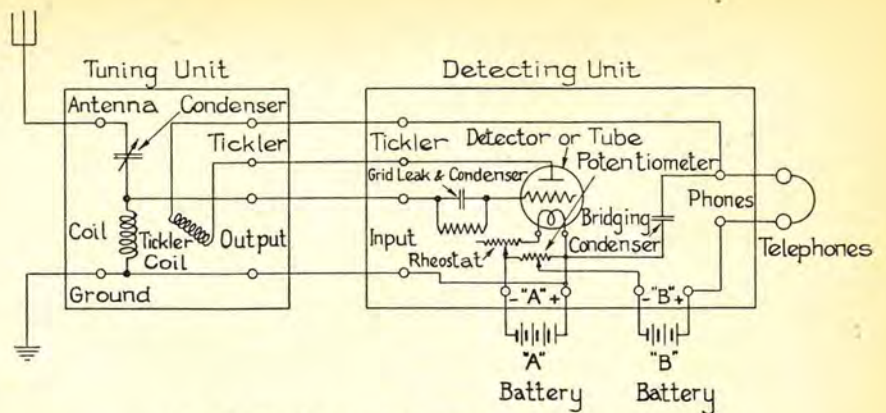 Tuning Unit
Detecting Unit
Antenna
Condenser
Tickler
Tickler
Detector or Tube
Potentiometer
Grid Leak & Condenser
Phones
Coil
Tickler
Coil
Output
Input
Rheostat
Bridging
Condenser
Telephones
Ground
- "A" +
- "B" +
"A"
Battery
"B"
Battery